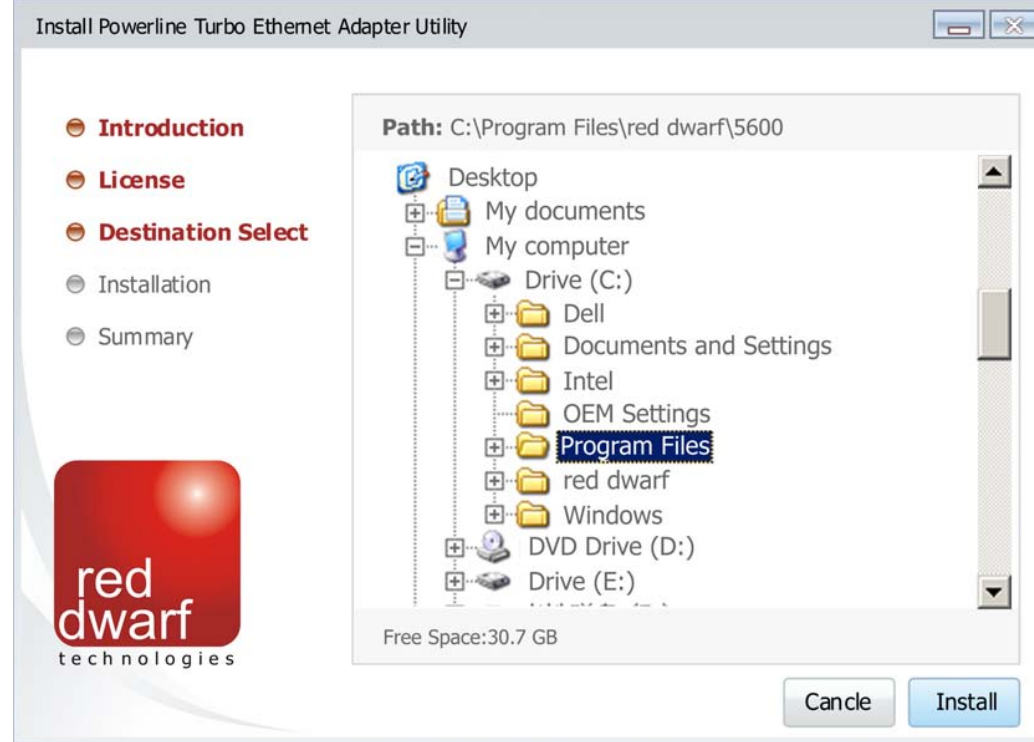 Install Powerline Turbo Ethernet Adapter Utility
Introduction
License
Destination Select
Installation
Summary
Path: C:\Program Files\red dwarf\5600
Desktop
My documents
My computer
Drive (C:)
Dell
Documents and Settings
Intel
OEM Settings
Program Files
red dwarf
Windows
DVD Drive (D:)
Drive (E:)
Free Space:30.7 GB
red
dwarf
technologies
Cancle
Install